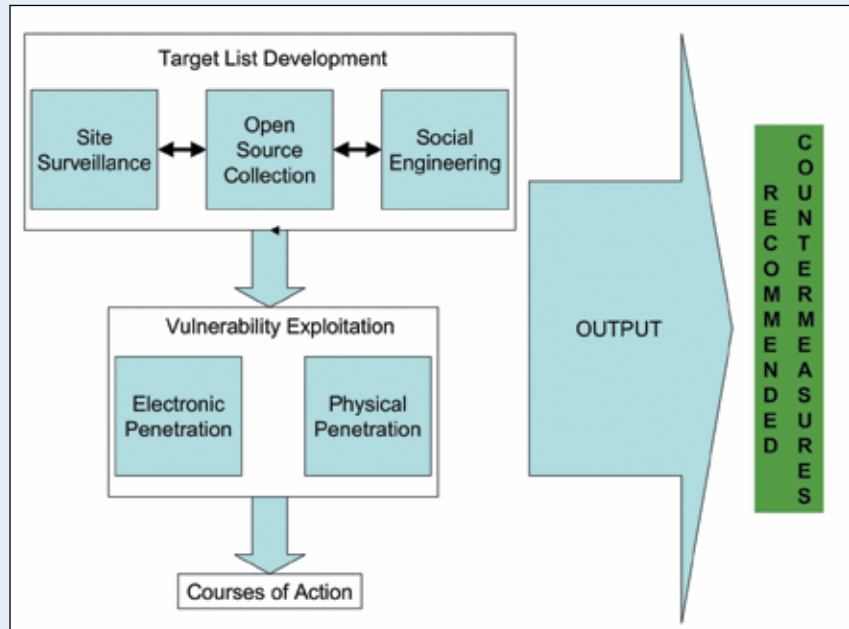 Target List Development
Site
Surveillance
Open
Source
Collection
Social
Engineering
Vulnerability Exploitation
Electronic
Penetration
Physical
Penetration
Courses of Action
OUTPUT
RECOMMENDED
COUNTERMEASURES